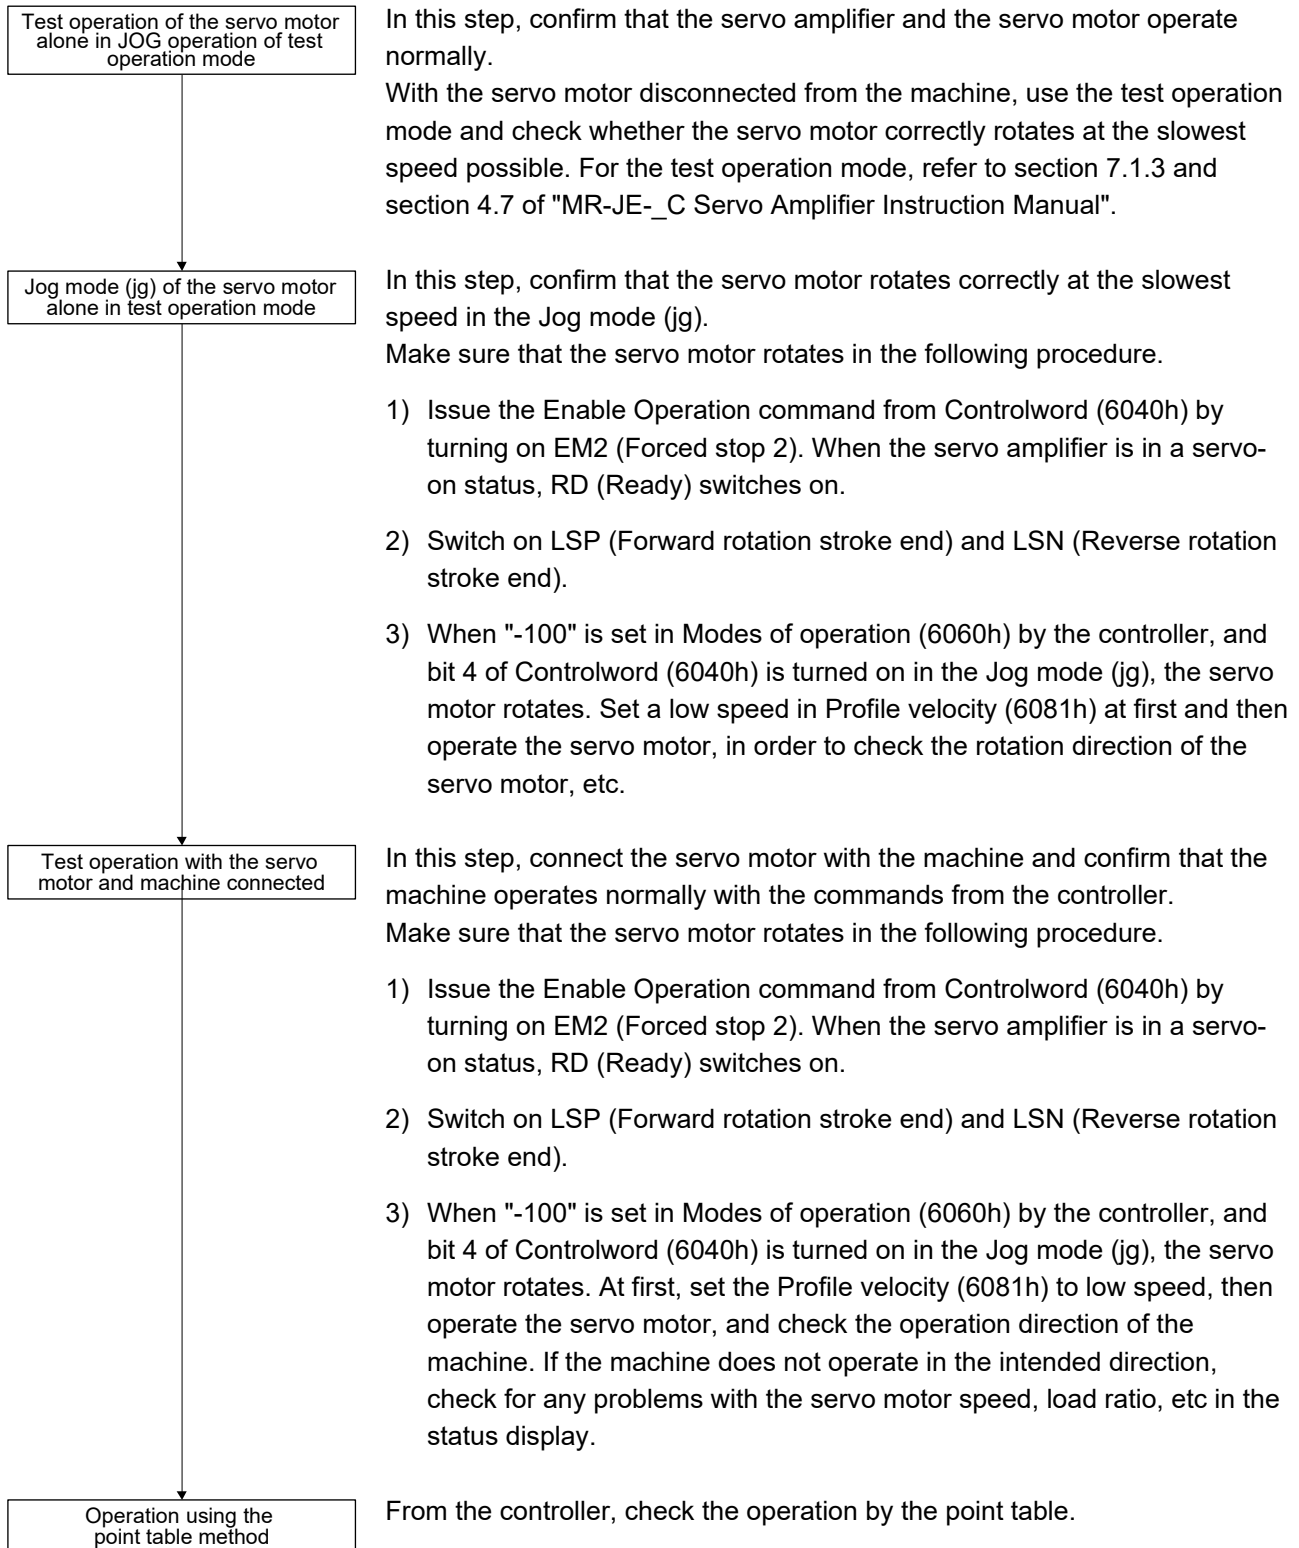 Test operation of the servo motor
alone in JOG operation of test
operation mode
In this step, confirm that the servo amplifier and the servo motor operate
normally.
With the servo motor disconnected from the machine, use the test operation
mode and check whether the servo motor correctly rotates at the slowest
speed possible. For the test operation mode, refer to section 7.1.3 and
section 4.7 of "MR-JE-_C Servo Amplifier Instruction Manual".
Jog mode (jg) of the servo motor
alone in test operation mode
In this step, confirm that the servo motor rotates correctly at the slowest
speed in the Jog mode (jg).
Make sure that the servo motor rotates in the following procedure.
1) Issue the Enable Operation command from Controlword (6040h) by
turning on EM2 (Forced stop 2). When the servo amplifier is in a servo-
on status, RD (Ready) switches on.
2) Switch on LSP (Forward rotation stroke end) and LSN (Reverse rotation
stroke end).
3) When "-100" is set in Modes of operation (6060h) by the controller, and
bit 4 of Controlword (6040h) is turned on in the Jog mode (jg), the servo
motor rotates. Set a low speed in Profile velocity (6081h) at first and then
operate the servo motor, in order to check the rotation direction of the
servo motor, etc.
Test operation with the servo
motor and machine connected
In this step, connect the servo motor with the machine and confirm that the
machine operates normally with the commands from the controller.
Make sure that the servo motor rotates in the following procedure.
1) Issue the Enable Operation command from Controlword (6040h) by
turning on EM2 (Forced stop 2). When the servo amplifier is in a servo-
on status, RD (Ready) switches on.
2) Switch on LSP (Forward rotation stroke end) and LSN (Reverse rotation
stroke end).
3) When "-100" is set in Modes of operation (6060h) by the controller, and
bit 4 of Controlword (6040h) is turned on in the Jog mode (jg), the servo
motor rotates. At first, set the Profile velocity (6081h) to low speed, then
operate the servo motor, and check the operation direction of the
machine. If the machine does not operate in the intended direction,
check for any problems with the servo motor speed, load ratio, etc in the
status display.
Operation using the
point table method
From the controller, check the operation by the point table.